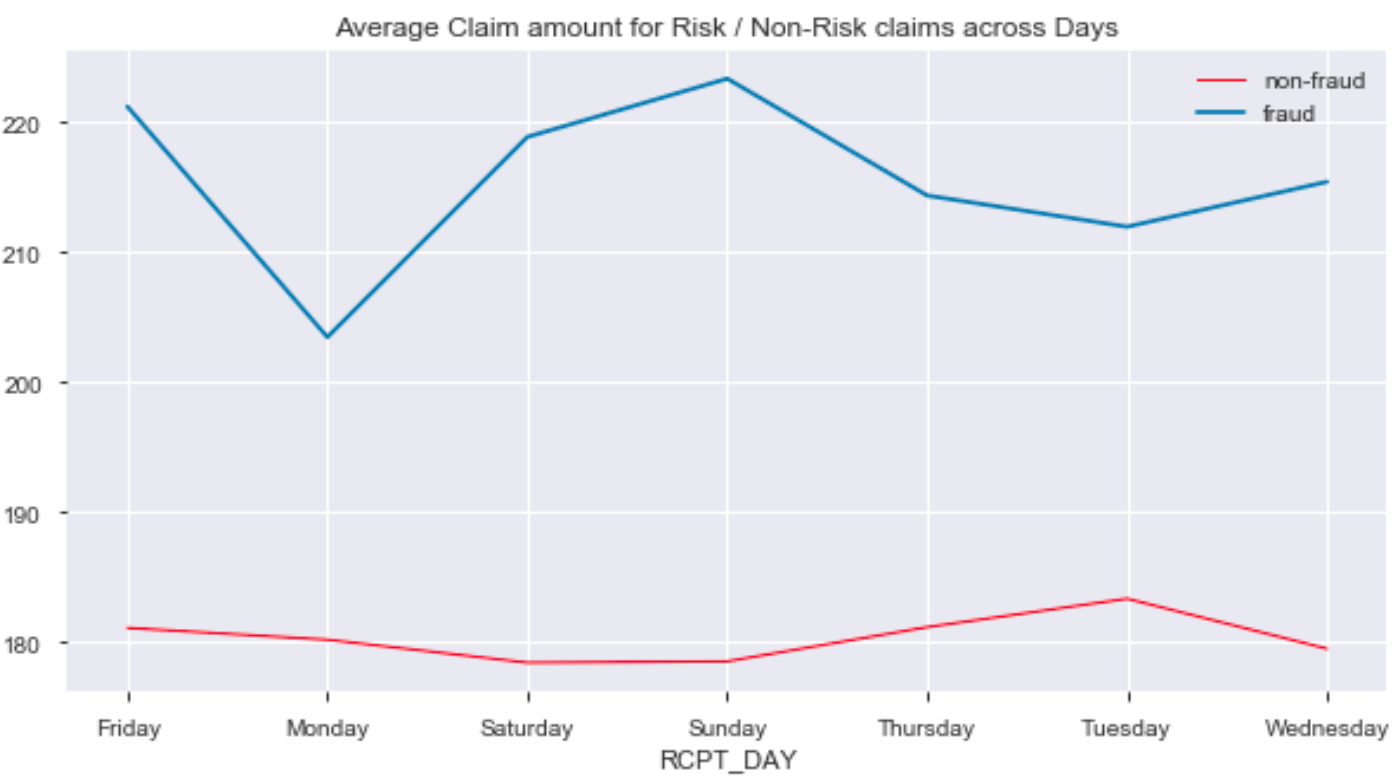 Average Claim amount for Risk / Non-Risk claims across Days
non-fraud
fraud
220
210
200
190
180
Friday Monday Saturday Sunday Thursday Tuesday Wednesday
RCPT_DAY